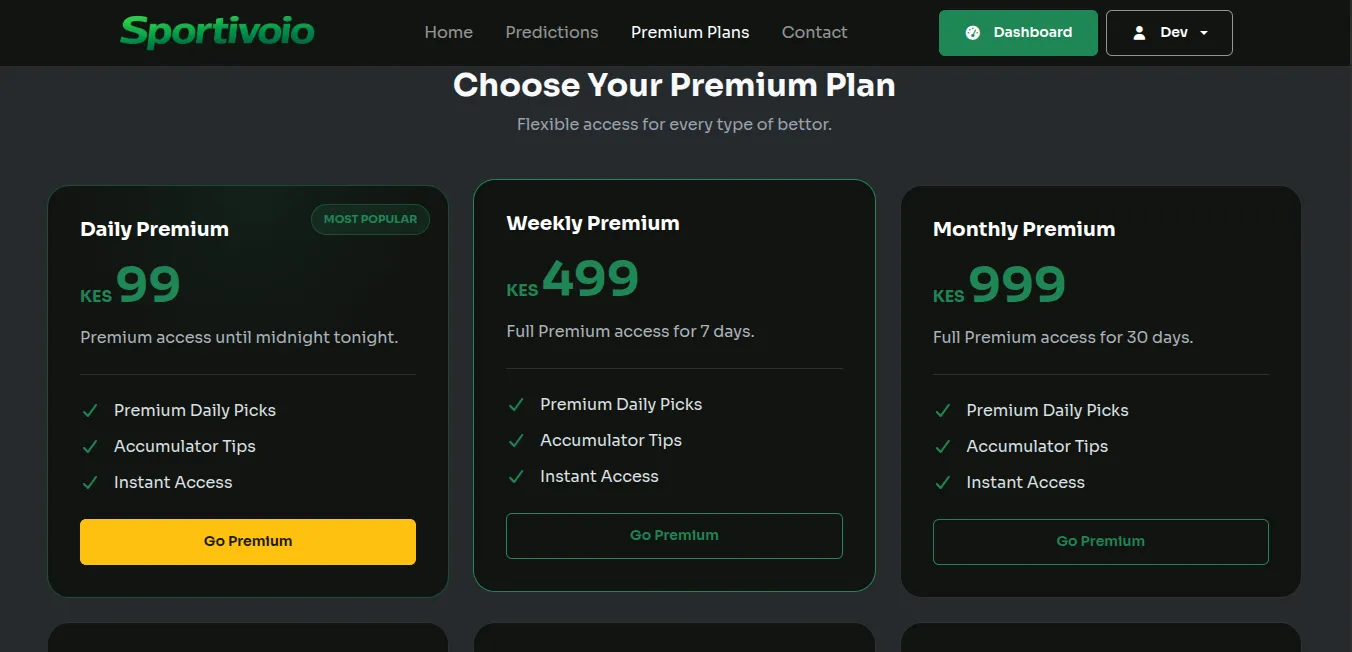 Sportivoio
Home
Predictions
Premium Plans
Contact
Dashboard
Dev
Choose Your Premium Plan
Flexible access for every type of bettor.
Daily Premium
MOST POPULAR
KES 99
Premium access until midnight tonight.
Premium Daily Picks
Accumulator Tips
Instant Access
Go Premium
Weekly Premium
KES 499
Full Premium access for 7 days.
Premium Daily Picks
Accumulator Tips
Instant Access
Go Premium
Monthly Premium
KES 999
Full Premium access for 30 days.
Premium Daily Picks
Accumulator Tips
Instant Access
Go Premium